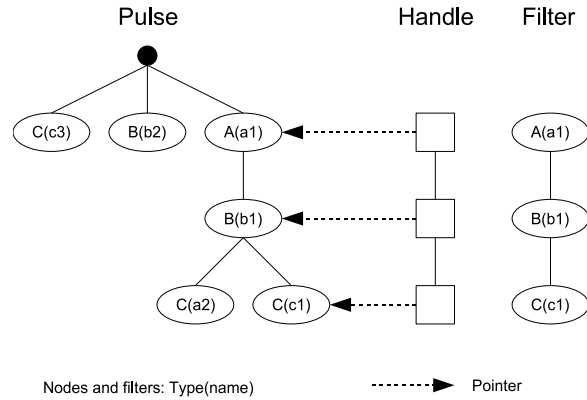 Pulse Handle Filter
C(c3) B(b2) A(a1) A(a1)
B(b1) B(b1)
C(a2) C(c1) C(c1)
Nodes and filters: Type(name) Pointer